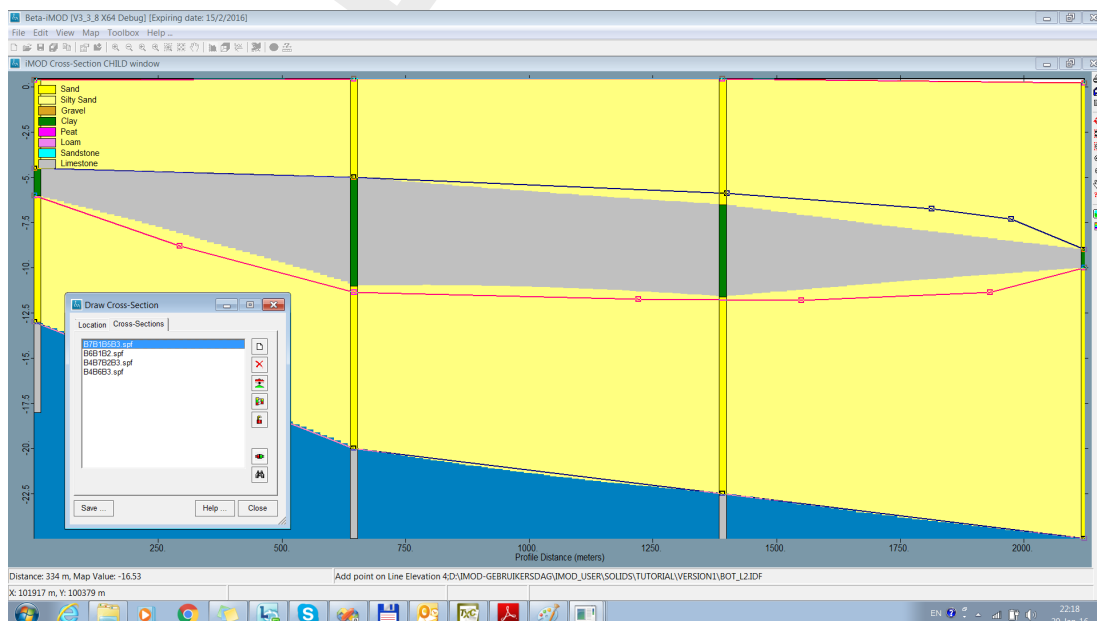 Beta-iMOD [V3_3_8 X64 Debug] [Expiring date: 15/2/2016]
File Edit View Map Toolbox Help ..
iMOD Cross-Section CHILD window
Sand
Silty Sand
Gravel
Clay
Peat
Loam
Sandstone
Limestone
0.
-2.5
-5.
-7.5
-10.
-12.5
-15.
-17.5
-20.
-22.5
Draw Cross-Section
Location Cross-Sections
B7B1B5B3.spf
B6B1B2.spf
B4B7B2B3.spf
B4B6B3.spf
Save ... Help ... Close
250. 500. 750. 1000. 1250. 1500. 1750. 2000.
Profile Distance (meters)
Distance: 334 m, Map Value: -16.53 Add point on Line Elevation 4;D:\IMOD-GEBRUIKERSDAG\IMOD_USER\SOLIDS\TUTORIAL\VERSION1\BOT_L2.IDF
X: 101917 m, Y: 100379 m
EN 22:18